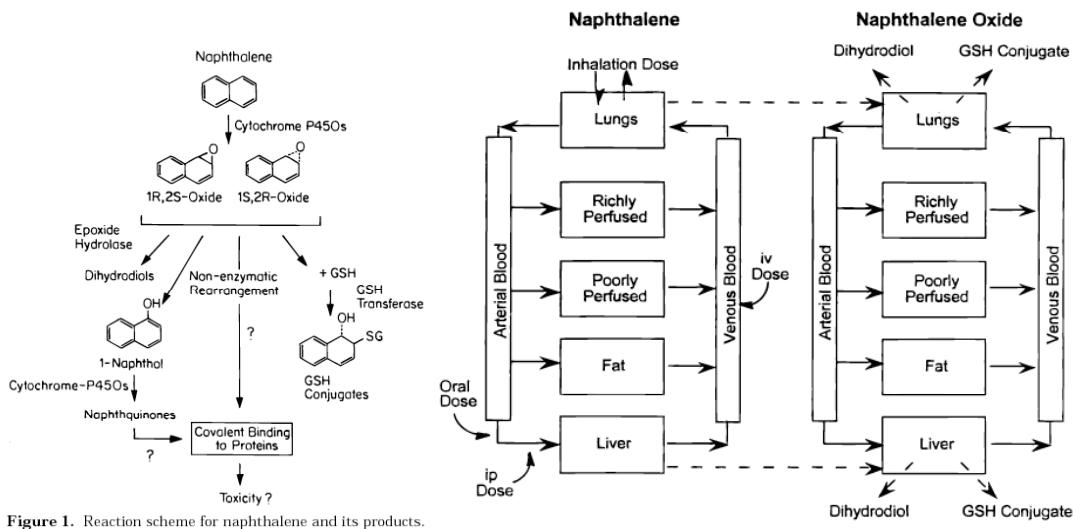 Naphthalene
Cytochrome P450s
O
O
1R,2S-Oxide
1S,2R-Oxide
Epoxide
Hydrolase
Dihydrodiols
Non-enzymatic
Rearrangement
+ GSH
GSH
Transferase
OH
1-Naphthol
?
OH
SG
GSH
Conjugates
Cytochrome-P450s
Naphthquinones
?
Covalent Binding
to Proteins
Toxicity ?
Figure 1. Reaction scheme for naphthalene and its products.
Naphthalene
Inhalation Dose
Lungs
Richly
Perfused
Poorly
Perfused
Fat
Liver
Arterial Blood
Venous Blood
iv
Dose
Oral
Dose
ip
Dose
Naphthalene Oxide
Dihydrodiol
GSH Conjugate
Lungs
Richly
Perfused
Poorly
Perfused
Fat
Liver
Arterial Blood
Venous Blood
Dihydrodiol
GSH Conjugate